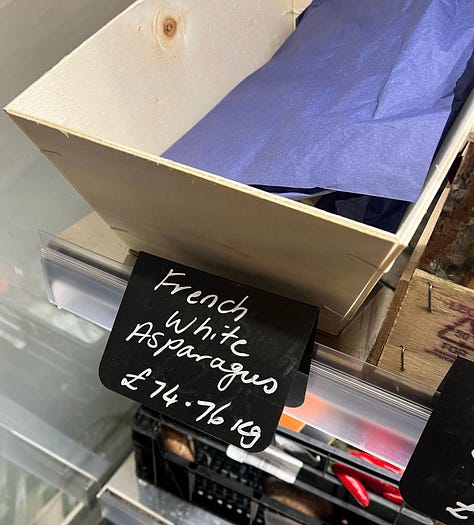 French
White
Asparagus
£74.76 kg